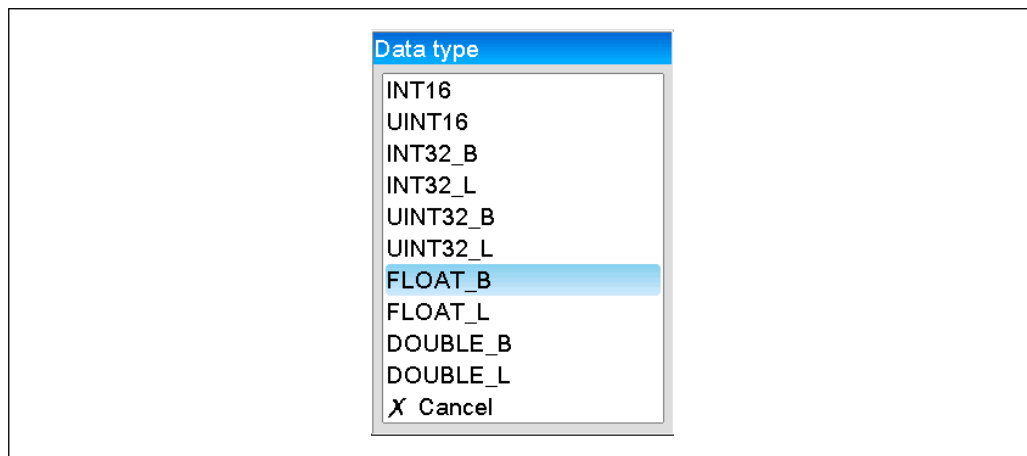 Data type
INT16
UINT16
INT32_B
INT32_L
UINT32_B
UINT32_L
FLOAT_B
FLOAT_L
DOUBLE_B
DOUBLE_L
X Cancel